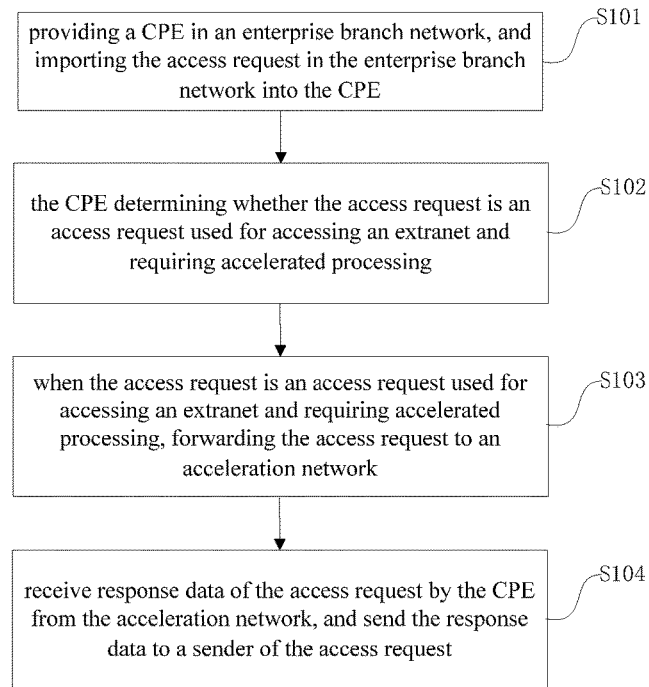 providing a CPE in an enterprise branch network, and
importing the access request in the enterprise branch
network into the CPE
S101
the CPE determining whether the access request is an
access request used for accessing an extranet and
requiring accelerated processing
S102
when the access request is an access request used for
accessing an extranet and requiring accelerated
processing, forwarding the access request to an
acceleration network
S103
receive response data of the access request by the CPE
from the acceleration network, and send the response
data to a sender of the access request
S104